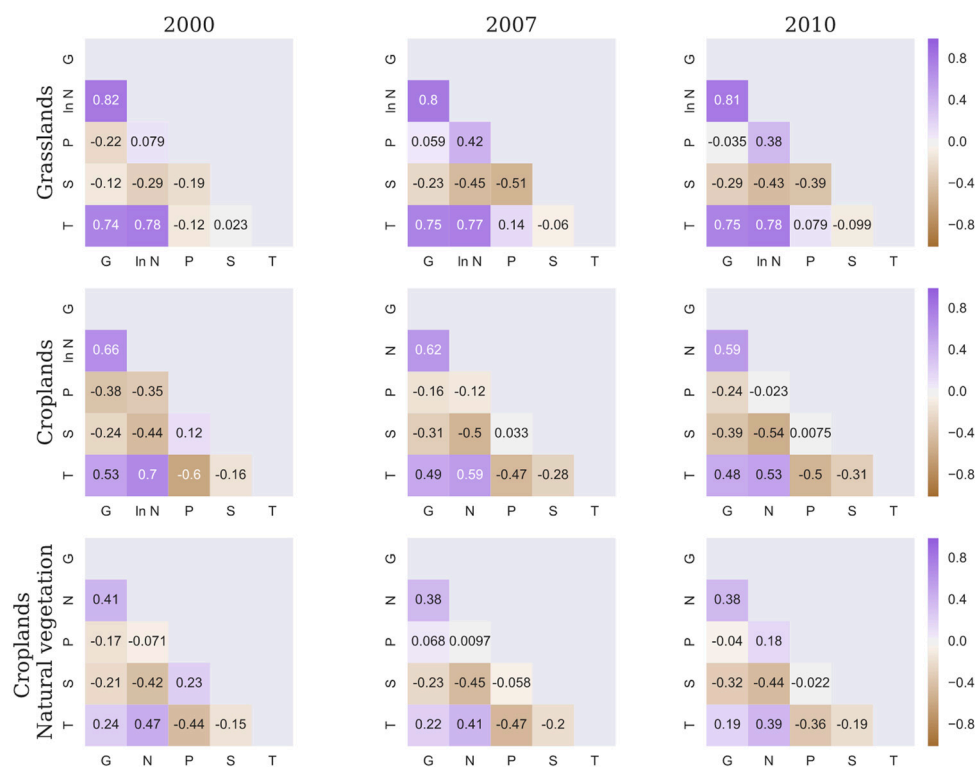 2000 2007 2010
Grasslands
G
ln N 0.82 0.8 0.81
P -0.22 0.079 0.059 0.42 -0.035 0.38
S -0.12 -0.29 -0.19 -0.23 -0.45 -0.51 -0.29 -0.43 -0.39
T 0.74 0.78 -0.12 0.023 0.75 0.77 0.14 -0.06 0.75 0.78 0.079 -0.099
G ln N P S T G ln N P S T G ln N P S T
0.8
0.4
0.0
−0.4
−0.8
Croplands
G G G
ln N 0.66 N 0.62 N 0.59
P -0.38 -0.35 P -0.16 -0.12 P -0.24 -0.023
S -0.24 -0.44 0.12 S -0.31 -0.5 0.033 S -0.39 -0.54 0.0075
T 0.53 0.7 -0.6 -0.16 T 0.49 0.59 -0.47 -0.28 T 0.48 0.53 -0.5 -0.31
G ln N P S T G N P S T G N P S T
0.8
0.4
0.0
−0.4
−0.8
Croplands
Natural vegetation
G G G
N 0.41 N 0.38 N 0.38
P -0.17 -0.071 P 0.068 0.0097 P -0.04 0.18
S -0.21 -0.42 0.23 S -0.23 -0.45 -0.058 S -0.32 -0.44 -0.022
T 0.24 0.47 -0.44 -0.15 T 0.22 0.41 -0.47 -0.2 T 0.19 0.39 -0.36 -0.19
G N P S T G N P S T G N P S T
0.8
0.4
0.0
−0.4
−0.8